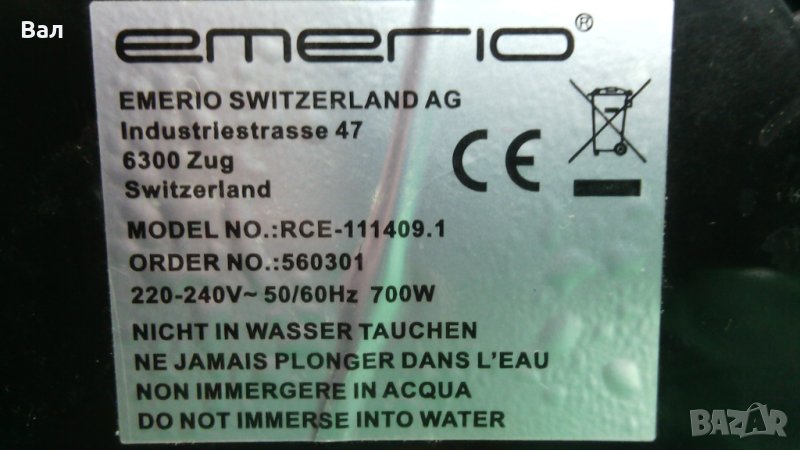 Вал
emerio®
EMERIO SWITZERLAND AG
Industriestrasse 47
6300 Zug
Switzerland
CE
MODEL NO.:RCE-111409.1
ORDER NO.:560301
220-240V~ 50/60Hz 700W
NICHT IN WASSER TAUCHEN
NE JAMAIS PLONGER DANS L'EAU
NON IMMERGERE IN ACQUA
DO NOT IMMERSE INTO WATER
BAZAR